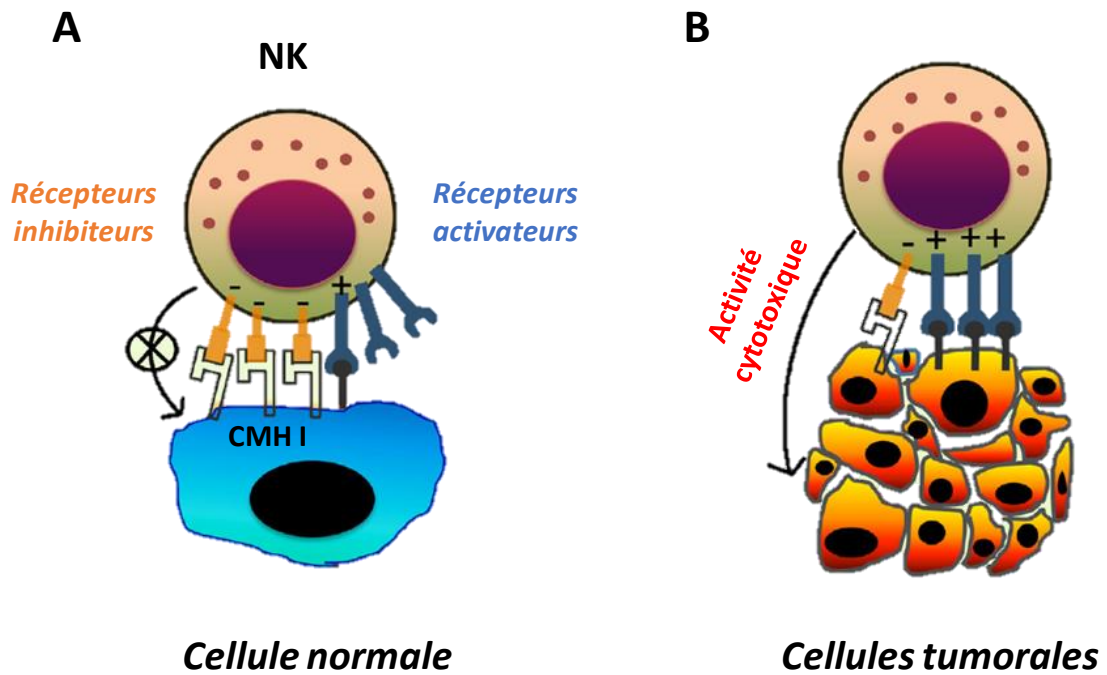 A
B
NK
Récepteurs
inhibiteurs
Récepteurs
activateurs
- - - +
- + + +
Activité
cytotoxique
CMH I
Cellule normale
Cellules tumorales